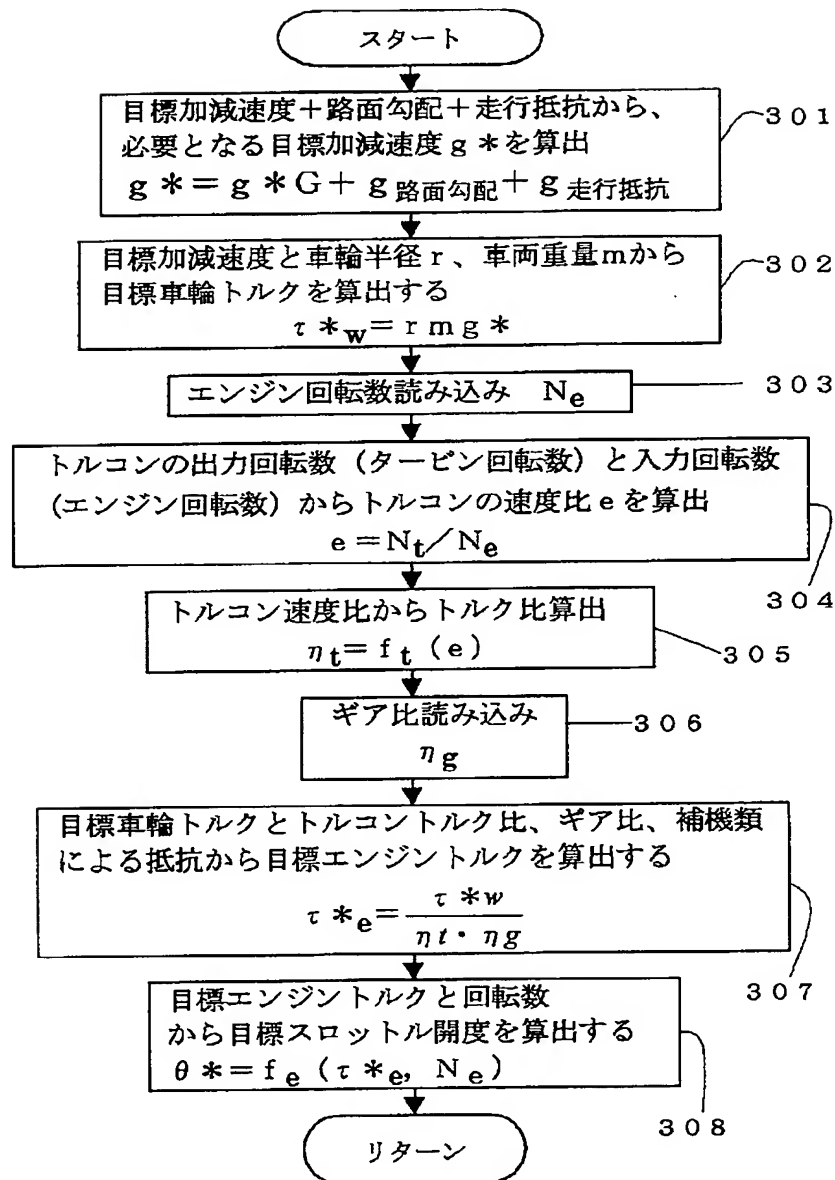 スタート
目標加減速度＋路面勾配＋走行抵抗から、
必要となる目標加減速度g*を算出
g*=g*G+g路面勾配+g走行抵抗
301
目標加減速度と車輪半径r、車両重量mから
目標車輪トルクを算出する
τ*w=rmg*
302
エンジン回転数読み込み Ne
303
トルコンの出力回転数（タービン回転数）と入力回転数
(エンジン回転数）からトルコンの速度比eを算出
e=Nt/Ne
304
トルコン速度比からトルク比算出
ηt=ft(e)
305
ギア比読み込み
ηg
306
目標車輪トルクとトルコントルク比、ギア比、補機類
による抵抗から目標エンジントルクを算出する
τ*e=τ*w/ηt・ηg
307
目標エンジントルクと回転数
から目標スロットル開度を算出する
θ*=fe(τ*e, Ne)
308
リターン